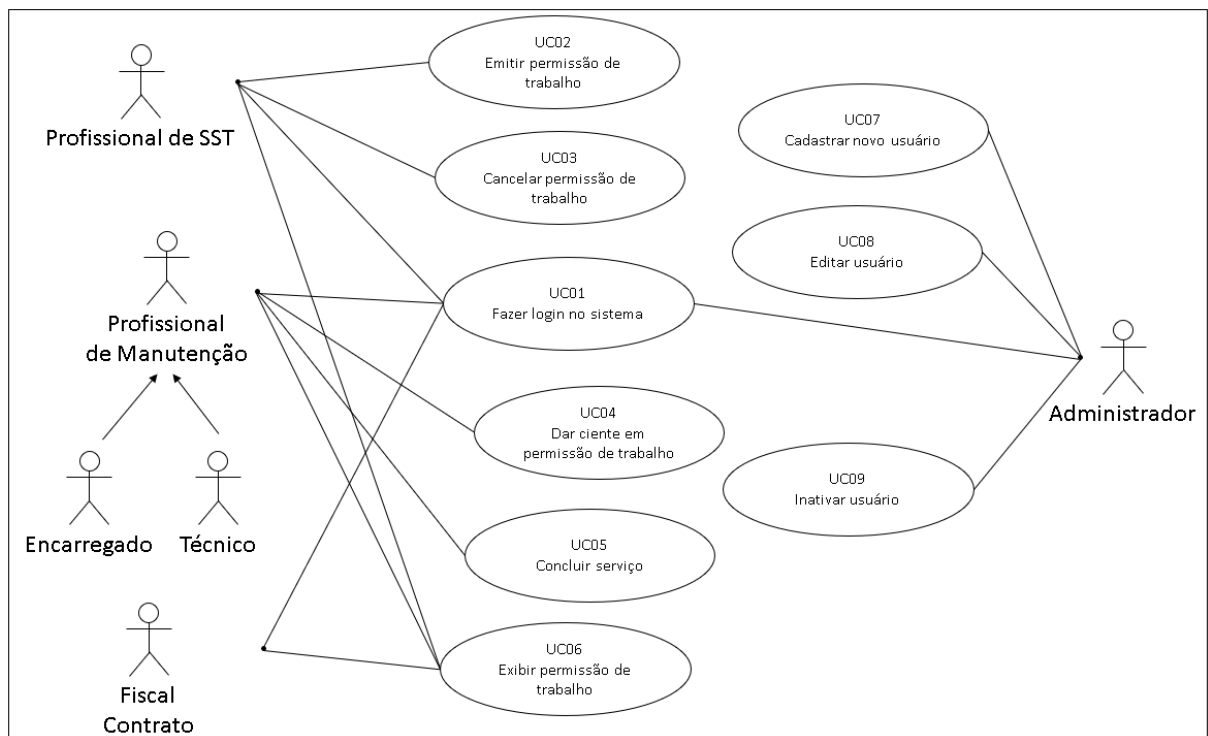 UC02
Emitir permissão de
trabalho
Profissional de SST
UC07
Cadastrar novo usuário
UC03
Cancelar permissão de
trabalho
UC08
Editar usuário
UC01
Fazer login no sistema
Profissional
de Manutenção
Administrador
UC04
Dar ciente em
permissão de trabalho
UC09
Inativar usuário
Encarregado
Técnico
UC05
Concluir serviço
UC06
Exibir permissão de
trabalho
Fiscal
Contrato